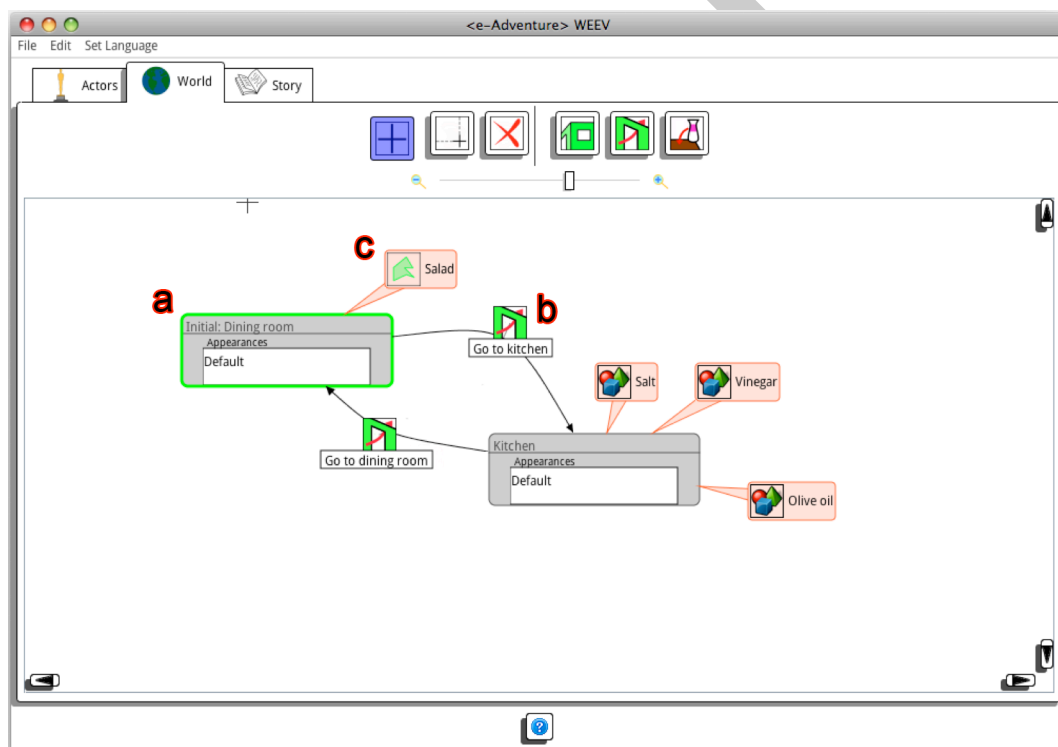 <e-Adventure> WEEV
File Edit Set Language
Actors World Story
c
Salad
a
b
Initial: Dining room
Appearances
Default
Go to kitchen
Salt
Vinegar
Go to dining room
Kitchen
Appearances
Default
Olive oil
?